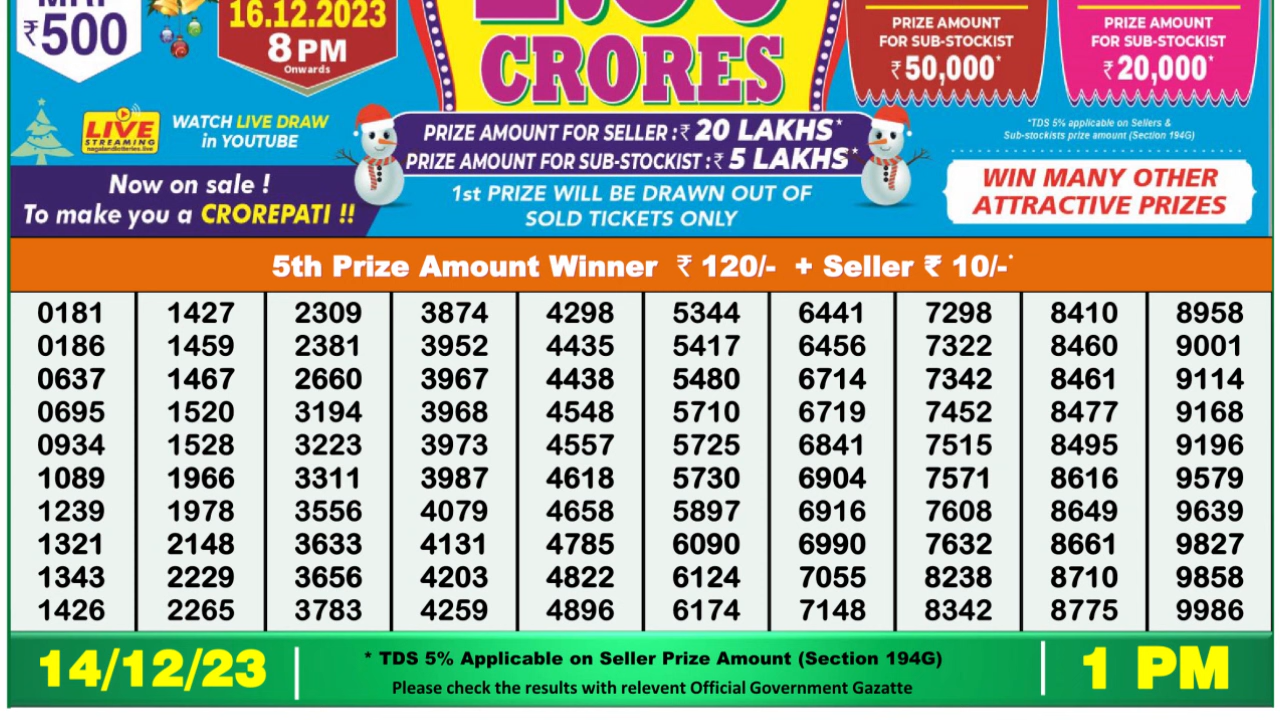 ₹500
16.12.2023
8 PM
Onwards
CRORES
PRIZE AMOUNT
FOR SUB-STOCKIST
₹50,000*
PRIZE AMOUNT
FOR SUB-STOCKIST
₹20,000*
LIVE
STREAMING
nagalandlotteries.live
WATCH LIVE DRAW
in YOUTUBE
PRIZE AMOUNT FOR SELLER : ₹ 20 LAKHS*
PRIZE AMOUNT FOR SUB-STOCKIST : ₹ 5 LAKHS*
*TDS 5% applicable on Sellers &
Sub-stockists prize amount (Section 194G)
Now on sale !
To make you a CROREPATI !!
1st PRIZE WILL BE DRAWN OUT OF
SOLD TICKETS ONLY
WIN MANY OTHER
ATTRACTIVE PRIZES
5th Prize Amount Winner ₹ 120/- + Seller ₹ 10/-*
0181 1427 2309 3874 4298 5344 6441 7298 8410 8958
0186 1459 2381 3952 4435 5417 6456 7322 8460 9001
0637 1467 2660 3967 4438 5480 6714 7342 8461 9114
0695 1520 3194 3968 4548 5710 6719 7452 8477 9168
0934 1528 3223 3973 4557 5725 6841 7515 8495 9196
1089 1966 3311 3987 4618 5730 6904 7571 8616 9579
1239 1978 3556 4079 4658 5897 6916 7608 8649 9639
1321 2148 3633 4131 4785 6090 6990 7632 8661 9827
1343 2229 3656 4203 4822 6124 7055 8238 8710 9858
1426 2265 3783 4259 4896 6174 7148 8342 8775 9986
14/12/23
* TDS 5% Applicable on Seller Prize Amount (Section 194G)
Please check the results with relevent Official Government Gazatte
1 PM